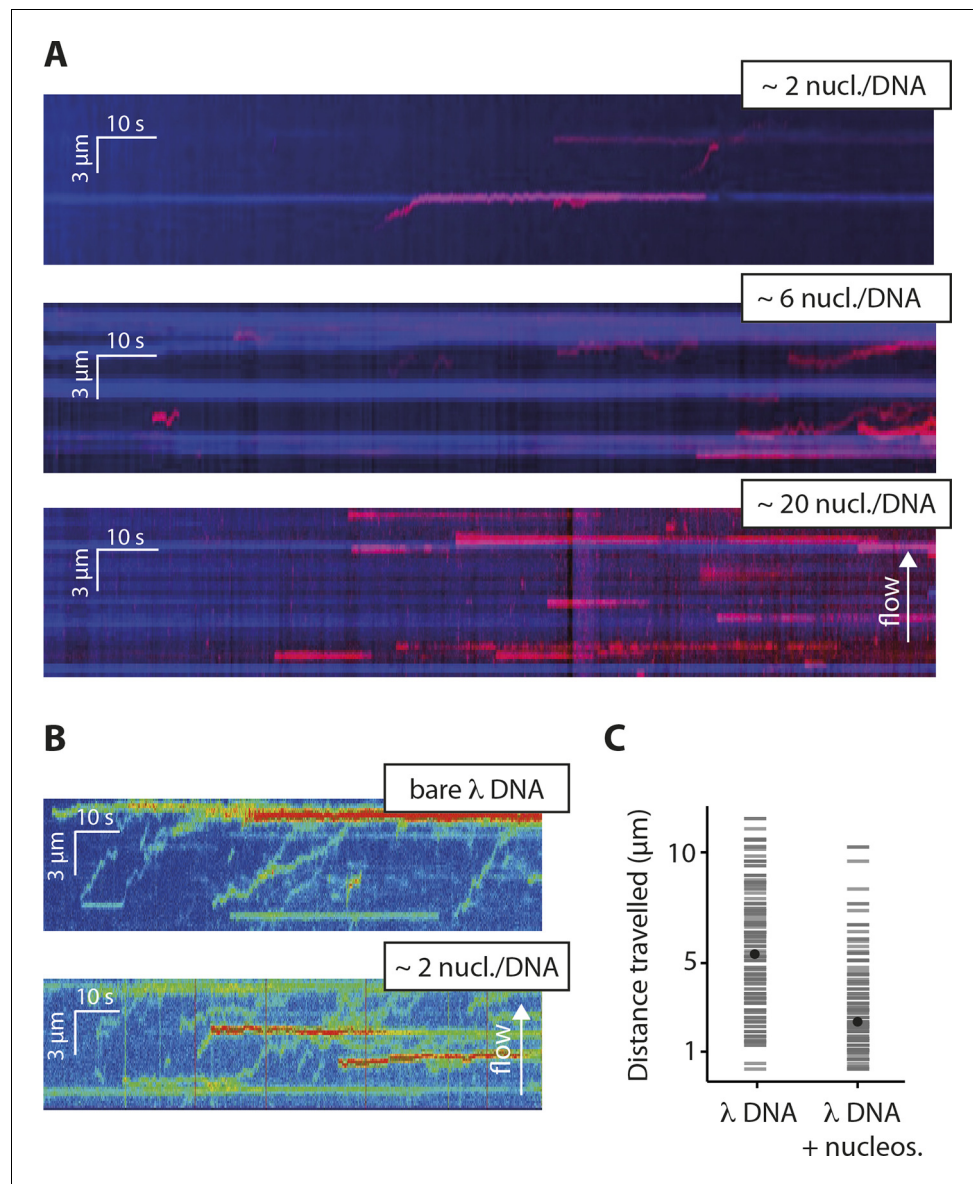 A
~ 2 nucl./DNA
10 s
3 μm
~ 6 nucl./DNA
10 s
3 μm
~ 20 nucl./DNA
10 s
3 μm
flow
B
bare λ DNA
10 s
3 μm
~ 2 nucl./DNA
10 s
3 μm
flow
C
Distance travelled (μm)
10
5
1
λ DNA
λ DNA
+ nucleos.